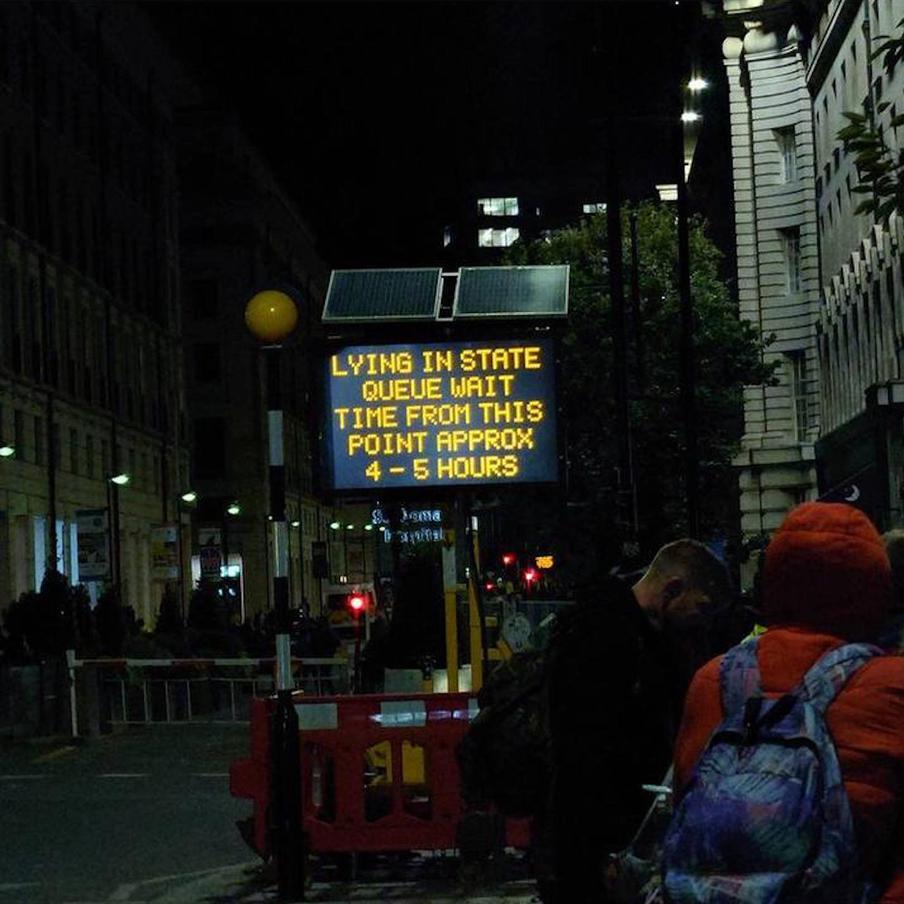 LYING IN STATE
QUEUE WAIT
TIME FROM THIS
POINT APPROX
4 - 5 HOURS